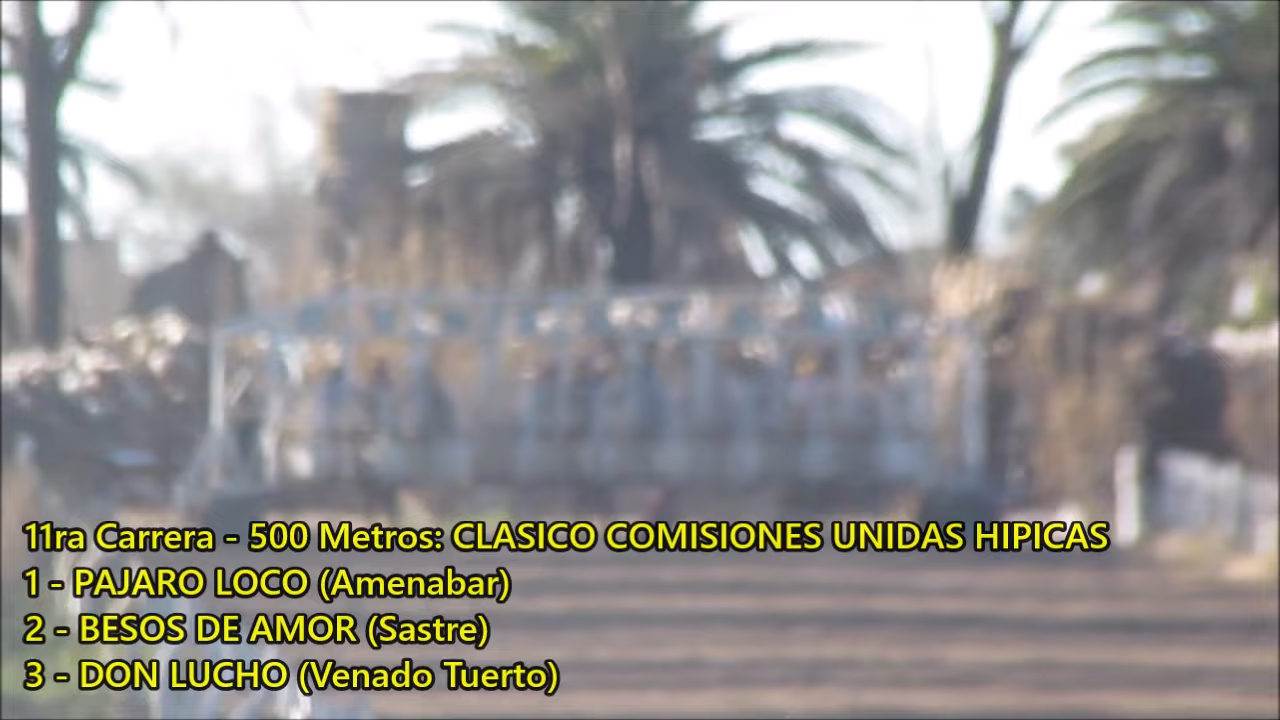 11ra Carrera - 500 Metros: CLASICO COMISIONES UNIDAS HIPICAS
1 - PAJARO LOCO (Amenabar)
2 - BESOS DE AMOR (Sastre)
3 - DON LUCHO (Venado Tuerto)